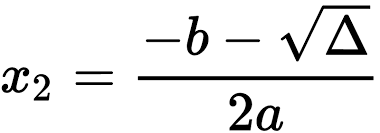 x₂ = (−b − √Δ) / 2a